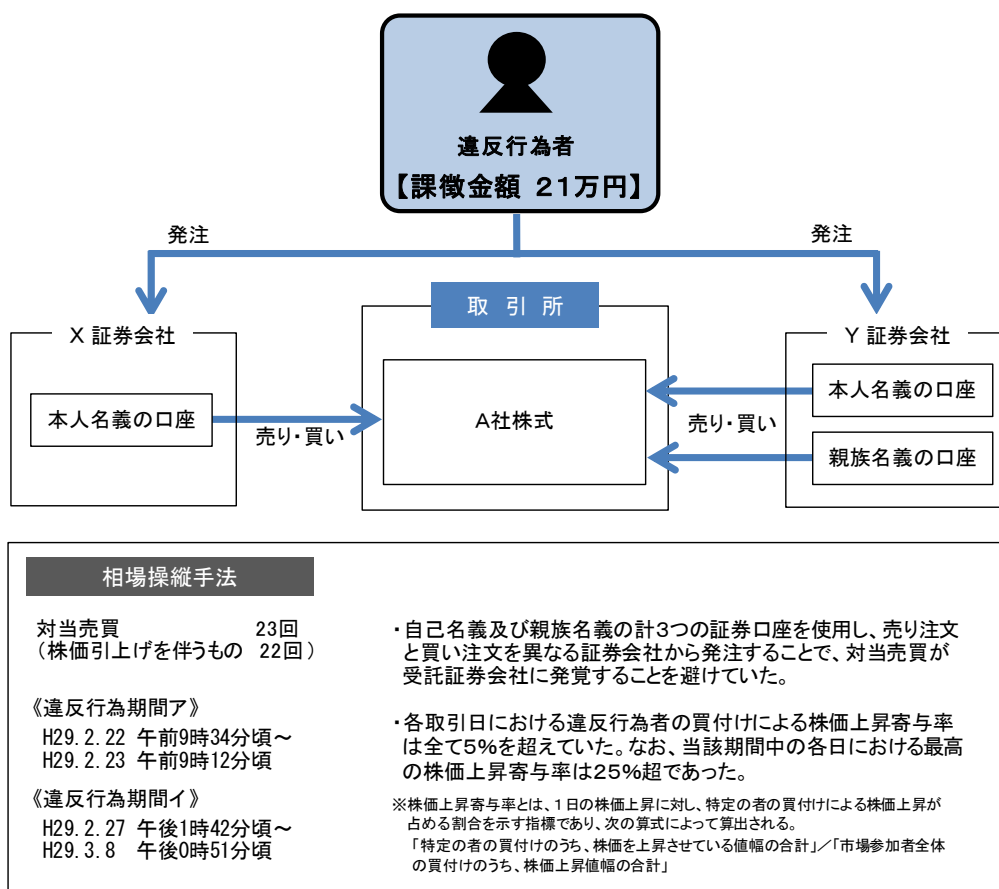 違反行為者
【課徴金額 21万円】
発注
発注
取 引 所
X 証券会社
Y 証券会社
本人名義の口座
A社株式
本人名義の口座
売り・買い
売り・買い
親族名義の口座
相場操縦手法
対当売買 23回
(株価引上げを伴うもの 22回)
《違反行為期間ア》
H29.2.22 午前9時34分頃～
H29.2.23 午前9時12分頃
《違反行為期間イ》
H29.2.27 午後1時42分頃～
H29.3.8 午後0時51分頃
・自己名義及び親族名義の計3つの証券口座を使用し、売り注文
と買い注文を異なる証券会社から発注することで、対当売買が
受託証券会社に発覚することを避けていた。
・各取引日における違反行為者の買付けによる株価上昇寄与率
は全て5％を超えていた。なお、当該期間中の各日における最高
の株価上昇寄与率は25％超であった。
※株価上昇寄与率とは、1日の株価上昇に対し、特定の者の買付けによる株価上昇が
占める割合を示す指標であり、次の算式によって算出される。
「特定の者の買付けのうち、株価を上昇させている値幅の合計」／「市場参加者全体
の買付けのうち、株価上昇値幅の合計」